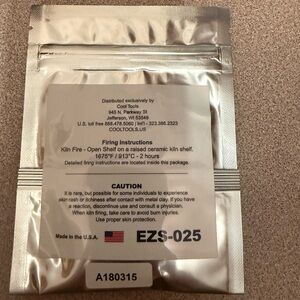 Distributed exclusively by
Cool Tools
945 N. Parkway St
Jefferson, WI 53549
U.S. toll free 888.478.5060 | int'l - 323.386.2323
COOLTOOLS.US
Firing Instructions
Kiln Fire - Open Shelf on a raised ceramic kiln shelf.
1675°F / 913°C - 2 hours
Detailed firing instructions are located inside this package.
CAUTION
It is rare, but possible for some individuals to experience
skin rash or itchiness after contact with metal clay. If you have
a reaction, discontinue use and consult a physician.
When kiln firing, take care to avoid burn injuries.
Use proper skin protection.
Made in the U.S.A. EZS-025
A180315